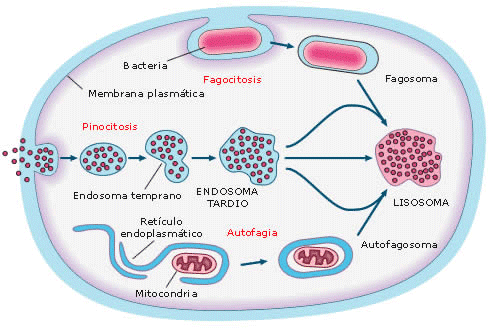 Bacteria
Fagocitosis
Fagosoma
Membrana plasmática
Pinocitosis
Endosoma temprano
ENDOSOMA
TARDIO
LISOSOMA
Retículo
endoplasmático
Autofagia
Autofagosoma
Mitocondria